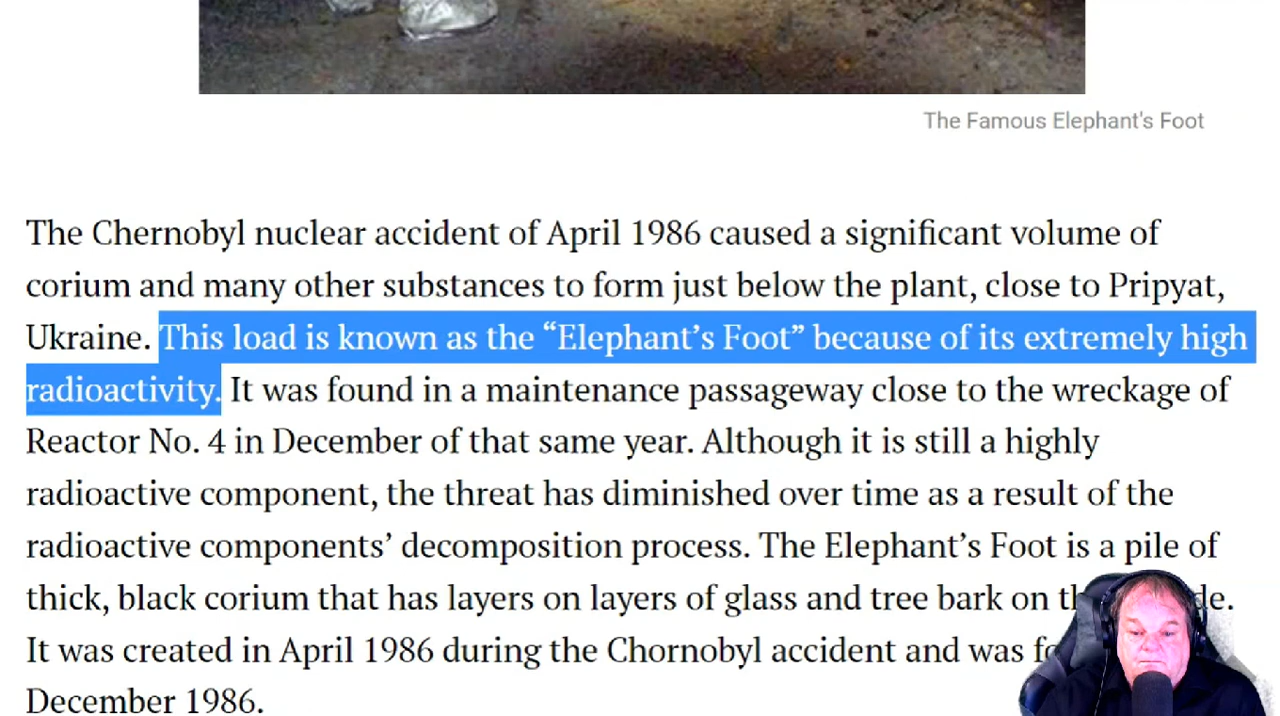 The Famous Elephant's Foot
The Chernobyl nuclear accident of April 1986 caused a significant volume of
corium and many other substances to form just below the plant, close to Pripyat,
Ukraine. This load is known as the “Elephant’s Foot” because of its extremely high
radioactivity. It was found in a maintenance passageway close to the wreckage of
Reactor No. 4 in December of that same year. Although it is still a highly
radioactive component, the threat has diminished over time as a result of the
radioactive components’ decomposition process. The Elephant’s Foot is a pile of
thick, black corium that has layers on layers of glass and tree bark on
It was created in April 1986 during the Chornobyl accident and was
December 1986.